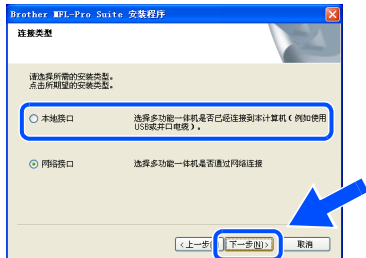 Brother MFL-Pro Suite 安装程序
连接类型
请选择所需的安装类型。
点击所期望的安装类型。
本地接口 选择多功能一体机是否已经连接到本计算机(例如使用
USB或并口电缆)。
网络接口 选择多功能一体机是否通过网络连接
<上一步( 下一步(N)> 取消